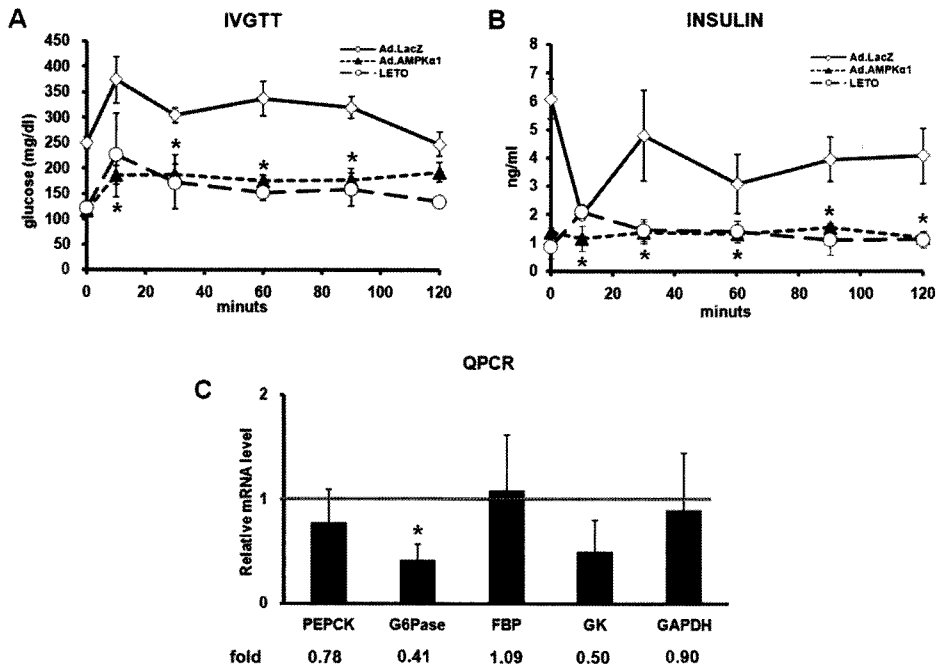 A
IVGTT
Ad.LacZ
Ad.AMPKα1
LETO
glucose (mg/dl)
450
400
350
300
250
200
150
100
50
0
*
*
*
*
0 20 40 60 80 100 120
minuts
B
INSULIN
Ad.LacZ
Ad.AMPKα1
LETO
ng/ml
8
7
6
5
4
3
2
1
0
*
*
*
*
*
0 20 40 60 80 100 120
minuts
C
QPCR
Relative mRNA level
2
1
0
*
PEPCK G6Pase FBP GK GAPDH
fold 0.78 0.41 1.09 0.50 0.90